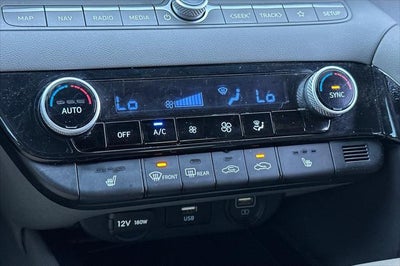 MAP NAV RADIO MEDIA <SEEK TRACK> SETUP
Lo Lo
AUTO SYNC
OFF A/C
FRONT REAR
12V 180W USB